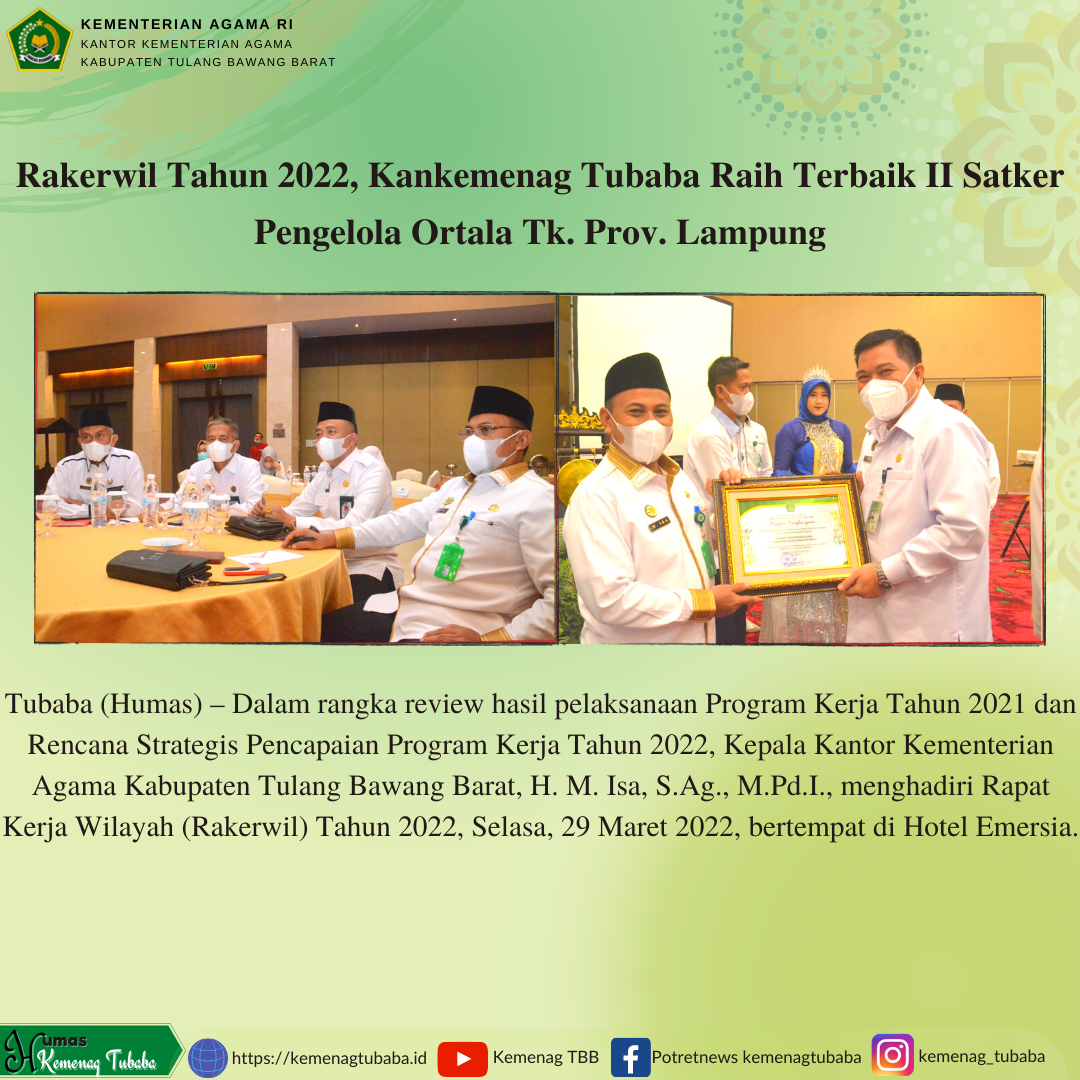 KEMENTERIAN AGAMA RI
KANTOR KEMENTERIAN AGAMA
KABUPATEN TULANG BAWANG BARAT
Rakerwil Tahun 2022, Kankemenag Tubaba Raih Terbaik II Satker
Pengelola Ortala Tk. Prov. Lampung
Tubaba (Humas) – Dalam rangka review hasil pelaksanaan Program Kerja Tahun 2021 dan
Rencana Strategis Pencapaian Program Kerja Tahun 2022, Kepala Kantor Kementerian
Agama Kabupaten Tulang Bawang Barat, H. M. Isa, S.Ag., M.Pd.I., menghadiri Rapat
Kerja Wilayah (Rakerwil) Tahun 2022, Selasa, 29 Maret 2022, bertempat di Hotel Emersia.
Humas
Kemenag Tubaba
https://kemenagtubaba.id
Kemenag TBB
Potretnews kemenagtubaba
kemenag_tubaba